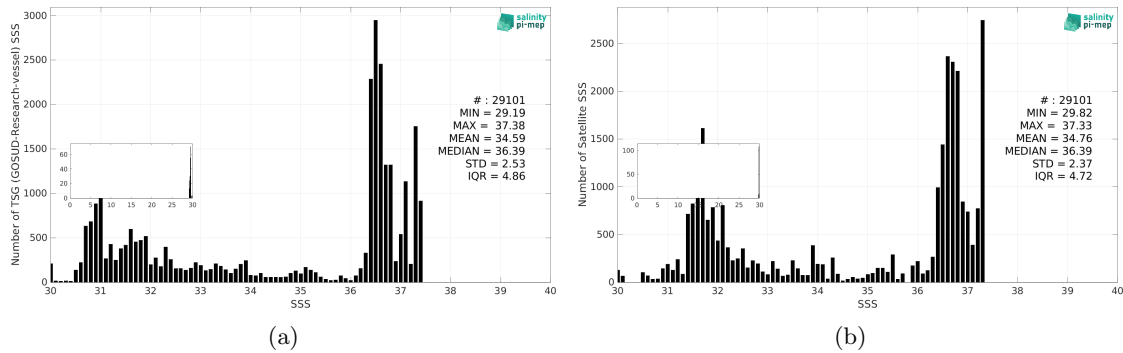 3000
2500
2000
1500
1000
500
0
Number of TSG (GOSUD-Research-vessel) SSS
30 31 32 33 34 35 36 37 38 39 40
SSS
salinity
pi-mep
# : 29101
MIN = 29.19
MAX = 37.38
MEAN = 34.59
MEDIAN = 36.39
STD = 2.53
IQR = 4.86
60
40
20
0
0 5 10 15 20 25 30
(a)
2500
2000
1500
1000
500
0
Number of Satellite SSS
30 31 32 33 34 35 36 37 38 39 40
SSS
salinity
pi-mep
# : 29101
MIN = 29.82
MAX = 37.33
MEAN = 34.76
MEDIAN = 36.39
STD = 2.37
IQR = 4.72
100
50
0
0 5 10 15 20 25 30
(b)